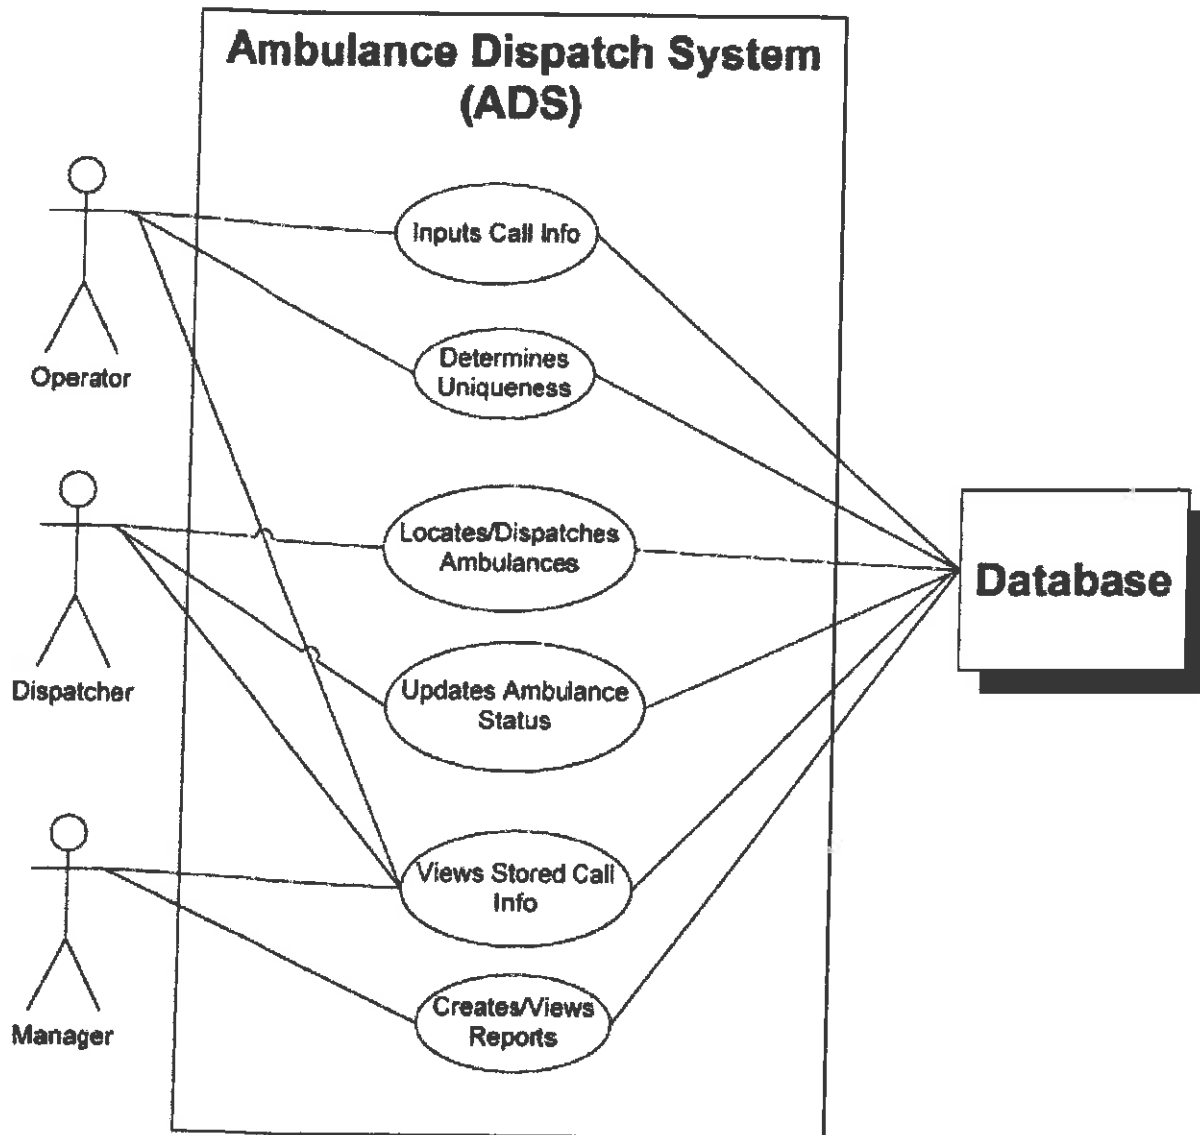 Ambulance Dispatch System
(ADS)
Inputs Call Info
Determines
Uniqueness
Operator
Locates/Dispatches
Ambulances
Database
Dispatcher
Updates Ambulance
Status
Views Stored Call
Info
Manager
Creates/Views
Reports